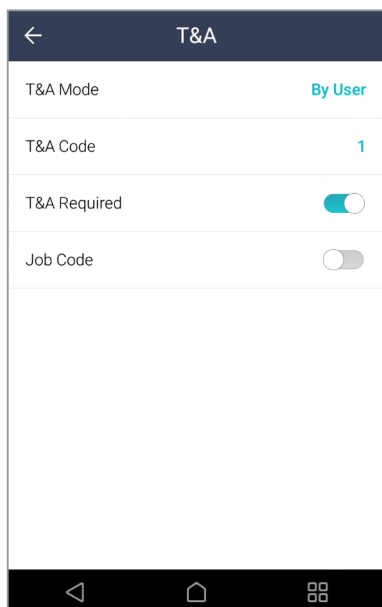 T&A
T&A Mode By User
T&A Code 1
T&A Required
Job Code